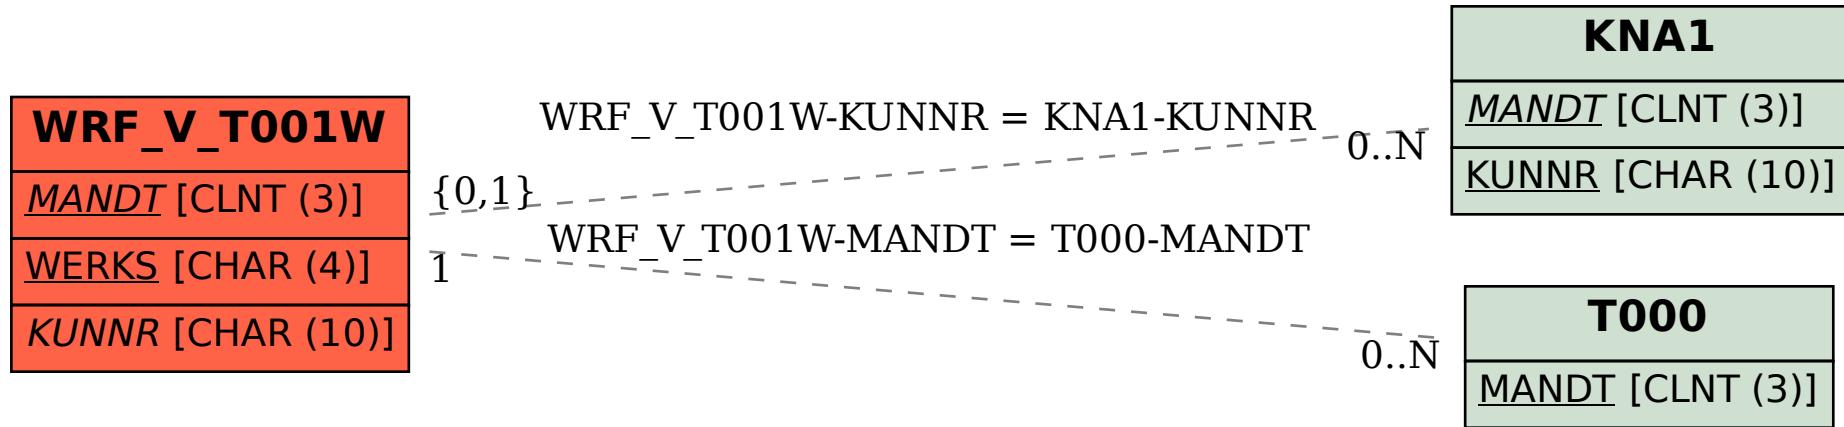 WRF_V_T001W
MANDT [CLNT (3)]
WERKS [CHAR (4)]
KUNNR [CHAR (10)]
WRF_V_T001W-KUNNR = KNA1-KUNNR
{0,1}
0..N
WRF_V_T001W-MANDT = T000-MANDT
1
0..N
KNA1
MANDT [CLNT (3)]
KUNNR [CHAR (10)]
T000
MANDT [CLNT (3)]